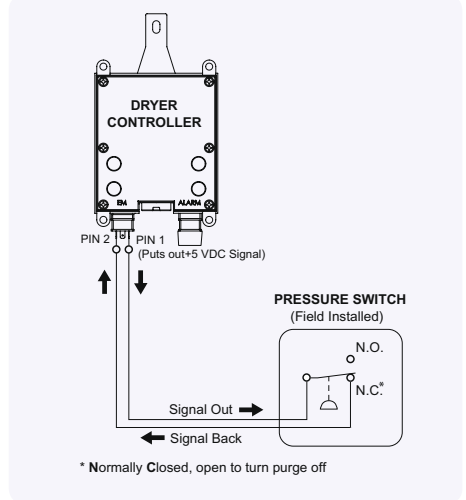 DRYER
CONTROLLER
EM
ALARM
PIN 2
PIN 1
(Puts out+5 VDC Signal)
PRESSURE SWITCH
(Field Installed)
N.O.
N.C.*
Signal Out
Signal Back
* Normally Closed, open to turn purge off